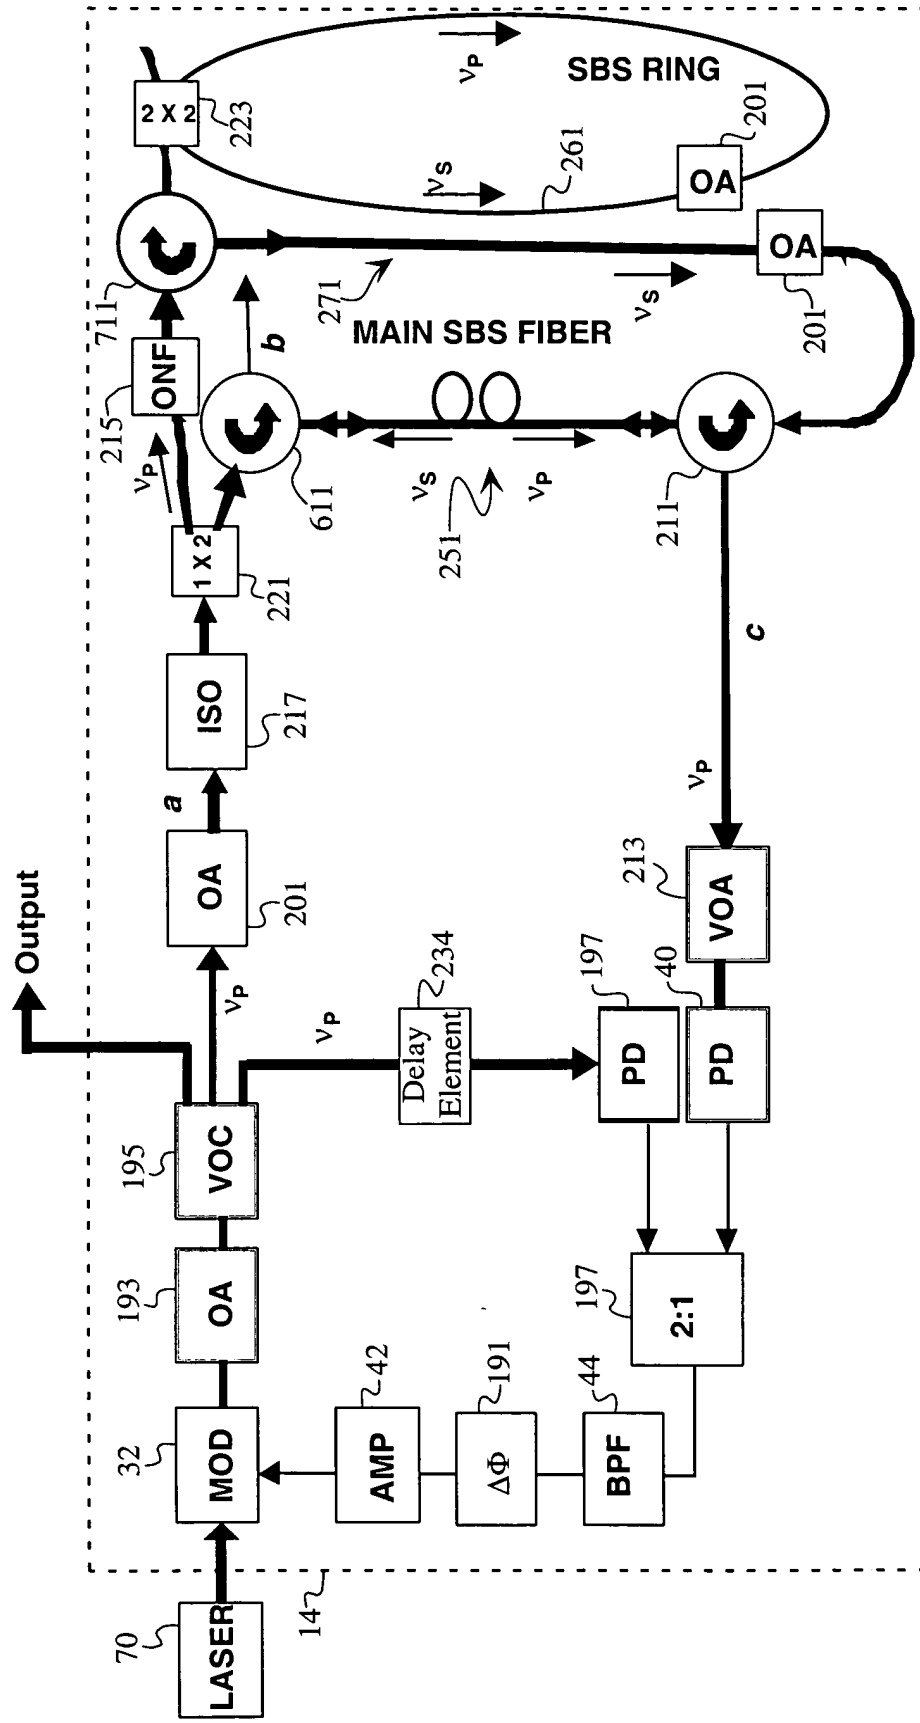 Output
70
LASER
14
32
MOD
193
OA
195
VOC
νP
OA
201
a
ISO
217
1 X 2
221
νP
215
ONF
711
2 X 2
223
b
611
νP
Delay
Element
234
42
AMP
191
ΔΦ
44
BPF
197
2:1
197
PD
40
PD
213
VOA
νP
c
211
251
νS
νP
MAIN SBS FIBER
271
νS
OA
201
νS
261
OA
201
νP
SBS RING